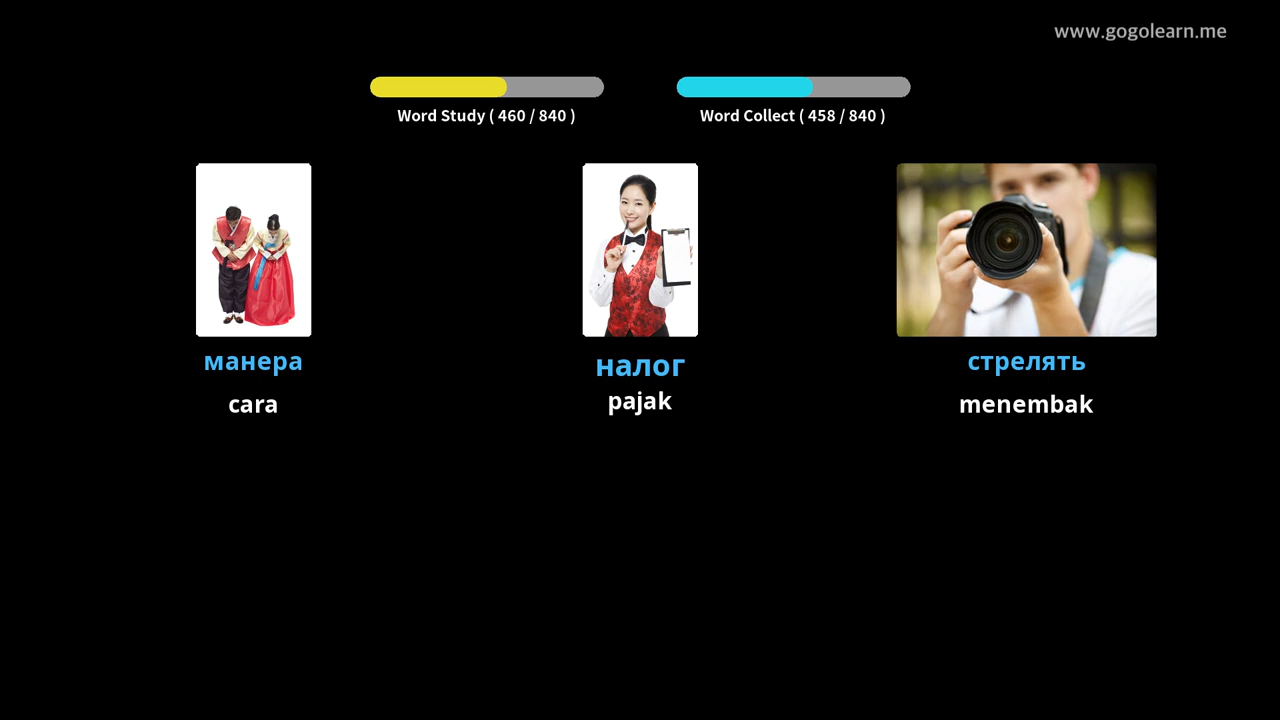 www.gogolearn.me
Word Study ( 460 / 840 )
Word Collect ( 458 / 840 )
манера
cara
налог
pajak
стрелять
menembak